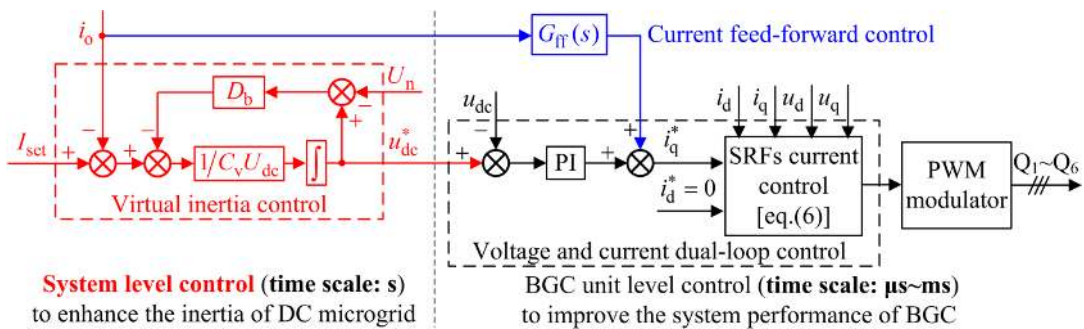 i_o
G_ff(s)
Current feed-forward control
U_n
D_b
−
+
−
−
I_set
+
+
1/C_vU_dc
∫
u*_dc
Virtual inertia control
u_dc
−
+
PI
+
+
i*_q
i*_d = 0
i_d i_q u_d u_q
SRFs current
control
[eq.(6)]
PWM
modulator
Q_1~Q_6
Voltage and current dual-loop control
System level control (time scale: s)
to enhance the inertia of DC microgrid
BGC unit level control (time scale: μs~ms)
to improve the system performance of BGC